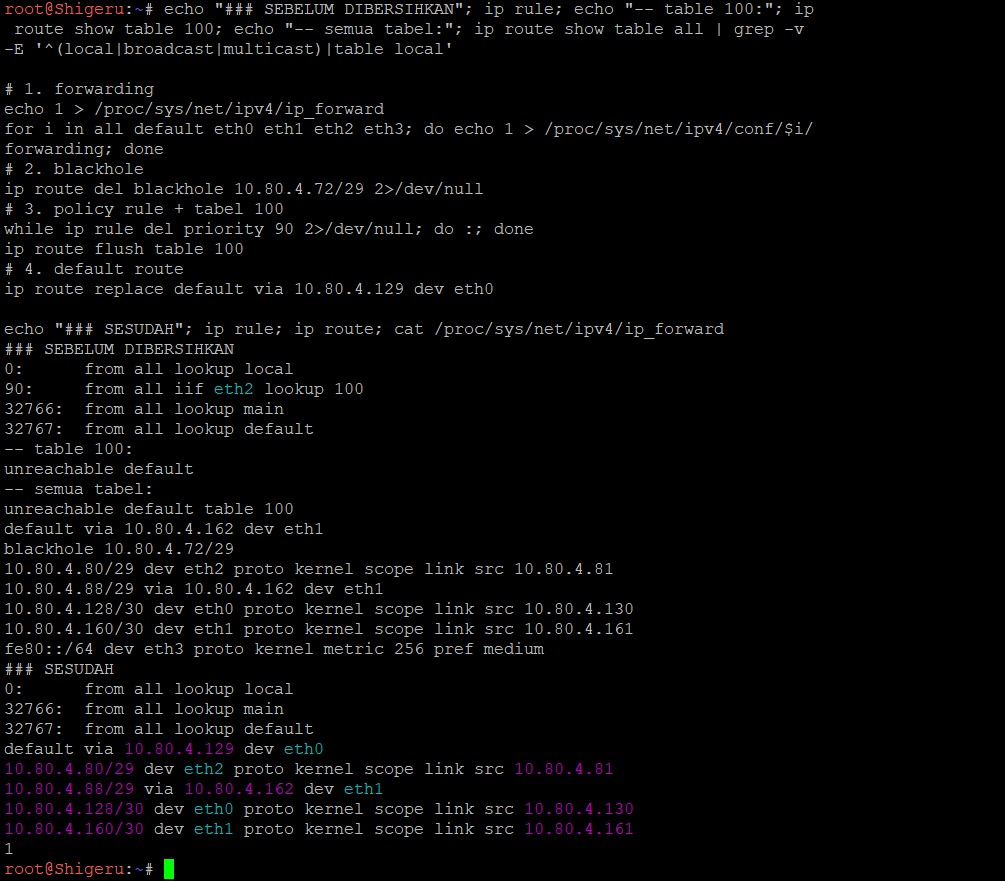 root@Shigeru:~# echo "### SEBELUM DIBERSIHKAN"; ip rule; echo "-- table 100:"; ip
 route show table 100; echo "-- semua tabel:"; ip route show table all | grep -v
-E '^(local|broadcast|multicast)|table local'

# 1. forwarding
echo 1 > /proc/sys/net/ipv4/ip_forward
for i in all default eth0 eth1 eth2 eth3; do echo 1 > /proc/sys/net/ipv4/conf/$i/
forwarding; done
# 2. blackhole
ip route del blackhole 10.80.4.72/29 2>/dev/null
# 3. policy rule + tabel 100
while ip rule del priority 90 2>/dev/null; do :; done
ip route flush table 100
# 4. default route
ip route replace default via 10.80.4.129 dev eth0

echo "### SESUDAH"; ip rule; ip route; cat /proc/sys/net/ipv4/ip_forward
### SEBELUM DIBERSIHKAN
0:      from all lookup local
90:     from all iif eth2 lookup 100
32766:  from all lookup main
32767:  from all lookup default
-- table 100:
unreachable default
-- semua tabel:
unreachable default table 100
default via 10.80.4.162 dev eth1
blackhole 10.80.4.72/29
10.80.4.80/29 dev eth2 proto kernel scope link src 10.80.4.81
10.80.4.88/29 via 10.80.4.162 dev eth1
10.80.4.128/30 dev eth0 proto kernel scope link src 10.80.4.130
10.80.4.160/30 dev eth1 proto kernel scope link src 10.80.4.161
fe80::/64 dev eth3 proto kernel metric 256 pref medium
### SESUDAH
0:      from all lookup local
32766:  from all lookup main
32767:  from all lookup default
default via 10.80.4.129 dev eth0
10.80.4.80/29 dev eth2 proto kernel scope link src 10.80.4.81
10.80.4.88/29 via 10.80.4.162 dev eth1
10.80.4.128/30 dev eth0 proto kernel scope link src 10.80.4.130
10.80.4.160/30 dev eth1 proto kernel scope link src 10.80.4.161
1
root@Shigeru:~#